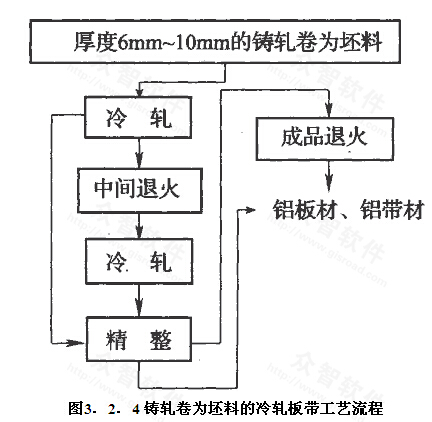 厚度6mm~10mm的铸轧卷为坯料
冷 轧
中间退火
冷 轧
精 整
成品退火
铝板材、铝带材
图3. 2. 4铸轧卷为坯料的冷轧板带工艺流程